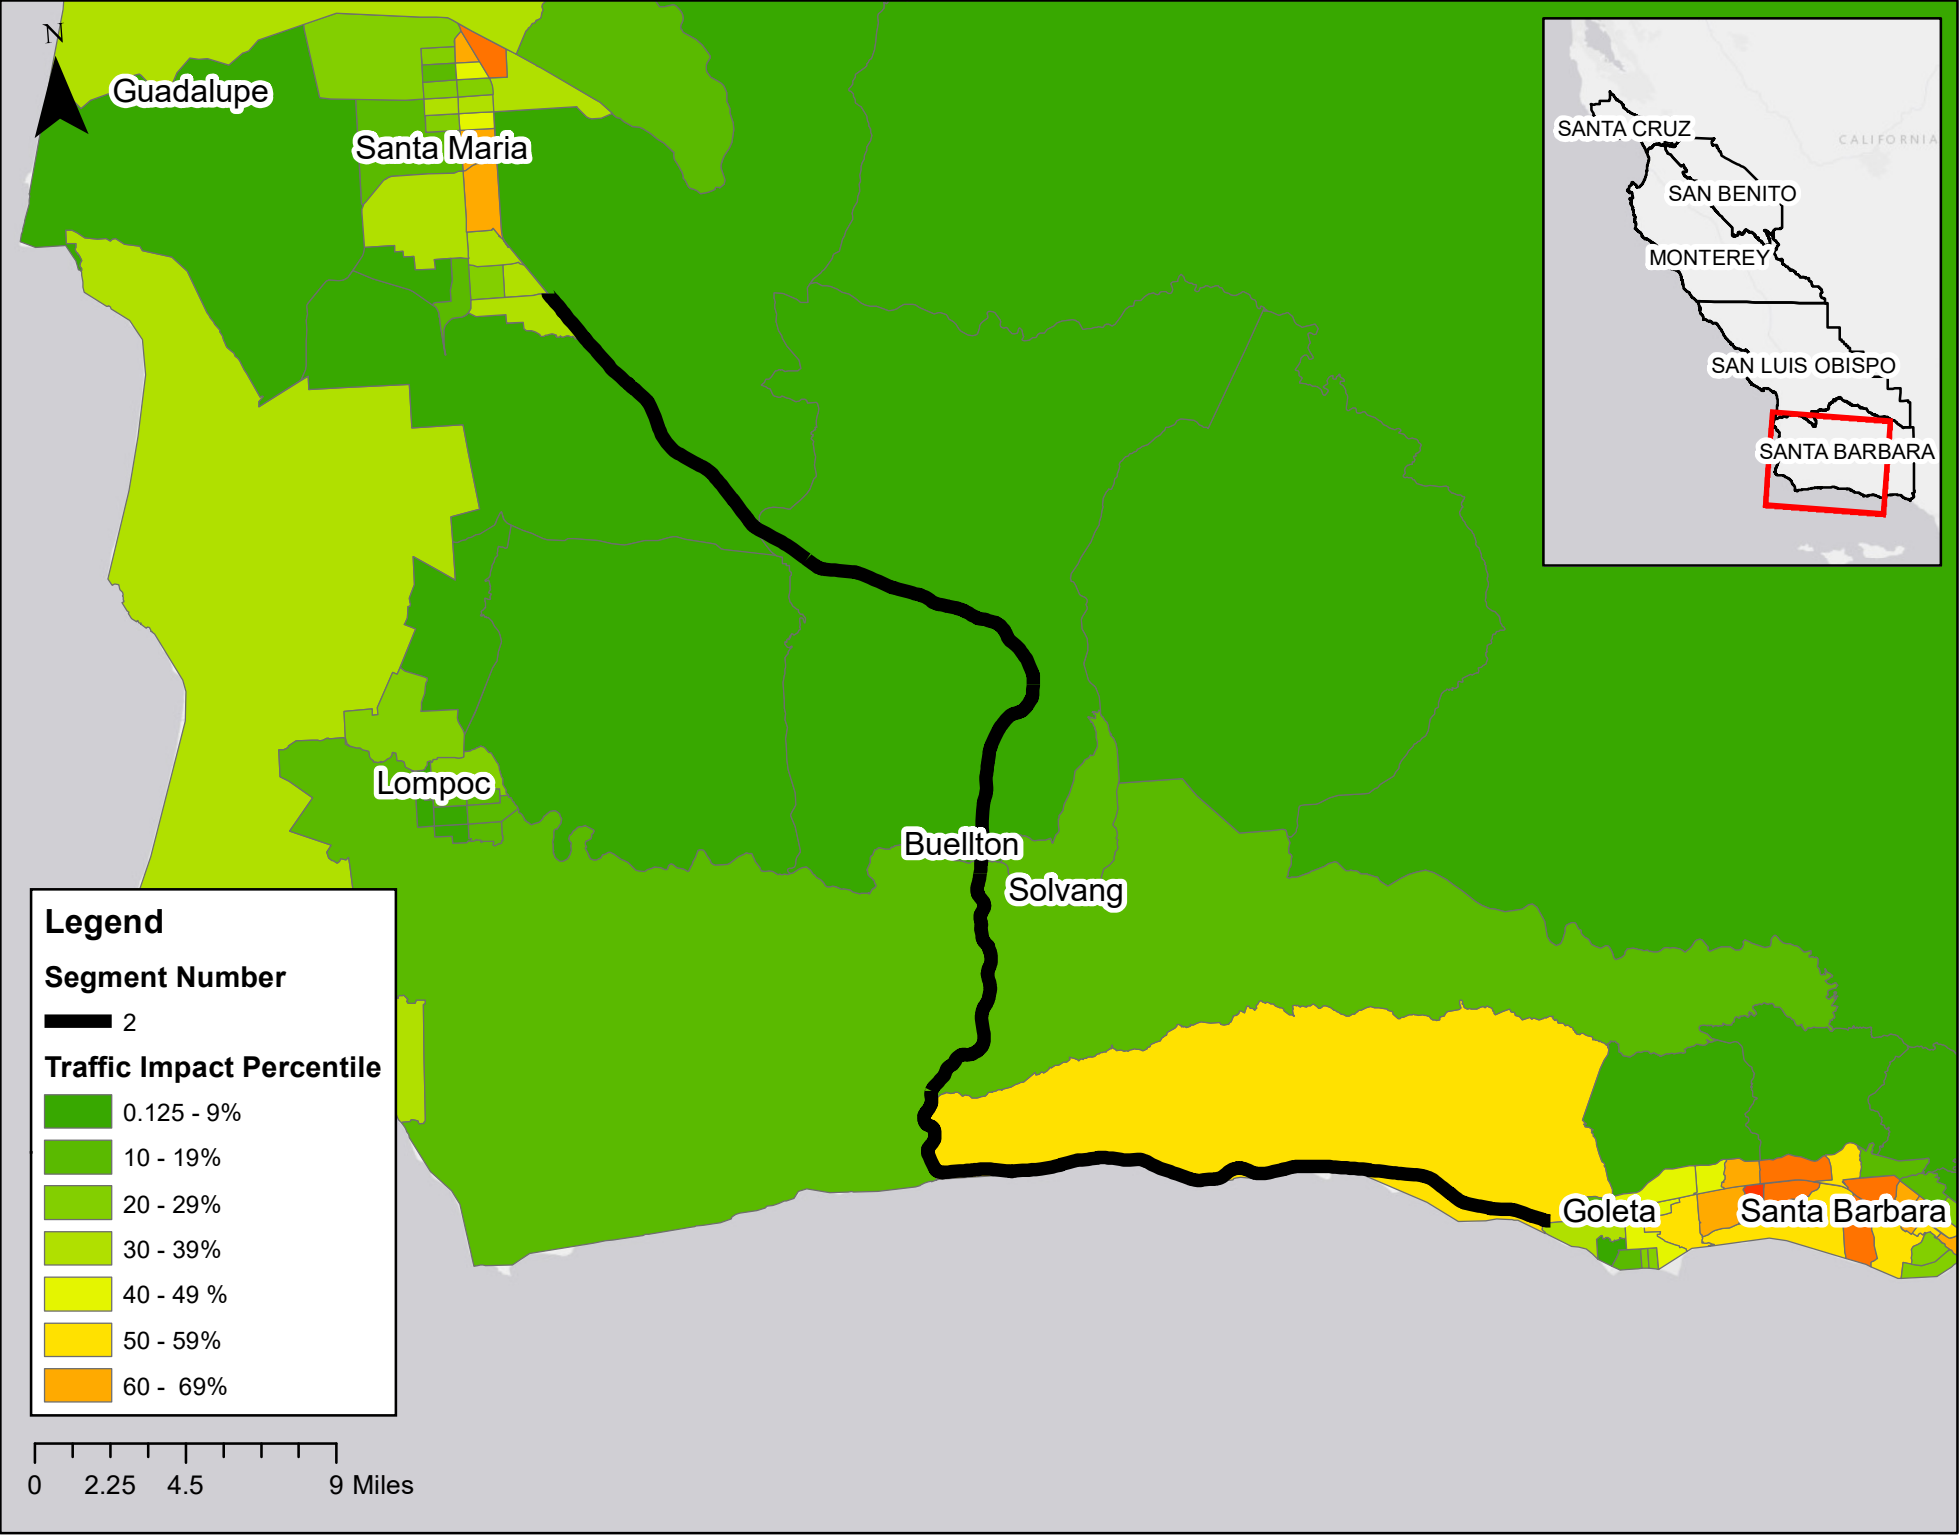 N
Guadalupe
Santa Maria
Lompoc
Buellton
Solvang
Goleta
Santa Barbara
SANTA CRUZ
CALIFORNIA
SAN BENITO
MONTEREY
SAN LUIS OBISPO
SANTA BARBARA
Legend
Segment Number
2
Traffic Impact Percentile
0.125 - 9%
10 - 19%
20 - 29%
30 - 39%
40 - 49 %
50 - 59%
60 -  69%
0 2.25 4.5 9 Miles